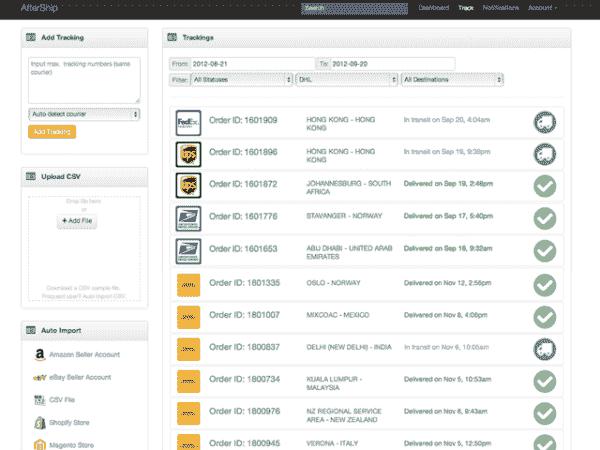 AfterShip
Search
Dashboard
Track
Notifications
Account
Add Tracking
Input max. tracking numbers (same
courier)
Auto detect courier
Add Tracking
Upload CSV
Drop file here
or
+ Add File
Download a CSV sample file.
Frequent user? Auto import CSV.
Auto Import
Amazon Seller Account
eBay Seller Account
CSV File
Shopify Store
Magento Store
Trackings
From: 2012-08-21 To: 2012-09-20
Filter: All Statuses DHL All Destinations
FedEx Order ID: 1601909 HONG KONG - HONG KONG In transit on Sep 20, 4:04am
ups Order ID: 1601896 HONG KONG - HONG KONG In transit on Sep 19, 9:38pm
ups Order ID: 1601872 JOHANNESBURG - SOUTH AFRICA Delivered on Sep 19, 2:46pm
Order ID: 1601776 STAVANGER - NORWAY Delivered on Sep 17, 5:40pm
Order ID: 1601653 ABU DHABI - UNITED ARAB EMIRATES Delivered on Sep 18, 9:32am
Order ID: 1601335 OSLO - NORWAY Delivered on Nov 12, 2:56pm
Order ID: 1801007 MIXCOAC - MEXICO Delivered on Nov 8, 4:08pm
Order ID: 1800837 DELHI (NEW DELHI) - INDIA In transit on Nov 6, 10:05am
Order ID: 1800734 KUALA LUMPUR - MALAYSIA Delivered on Nov 5, 10:53am
Order ID: 1800976 NZ REGIONAL SERVICE AREA - NEW ZEALAND Delivered on Nov 8, 9:43am
Order ID: 1800945 VERONA - ITALY Delivered on Nov 5, 12:50pm